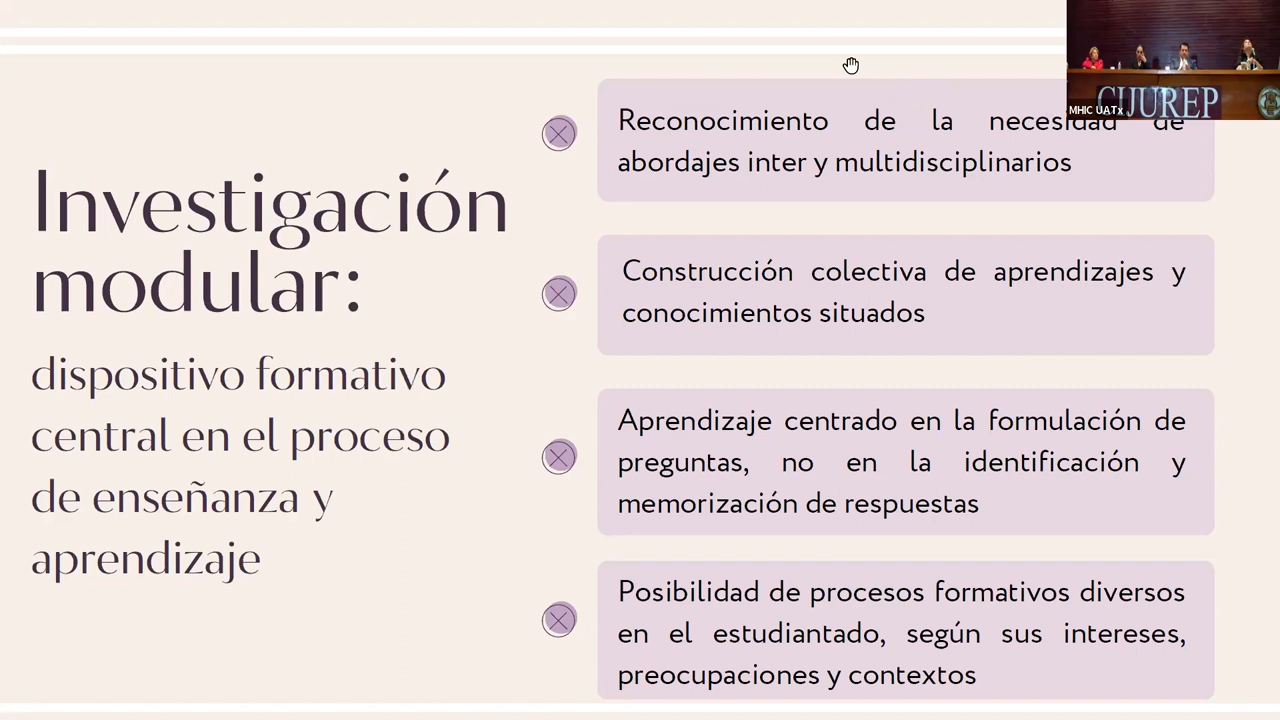 Investigación
modular:
dispositivo formativo
central en el proceso
de enseñanza y
aprendizaje
Reconocimiento de la necesidad de
abordajes inter y multidisciplinarios
Construcción colectiva de aprendizajes y
conocimientos situados
Aprendizaje centrado en la formulación de
preguntas, no en la identificación y
memorización de respuestas
Posibilidad de procesos formativos diversos
en el estudiantado, según sus intereses,
preocupaciones y contextos
CIJUREP
MHIC UATx